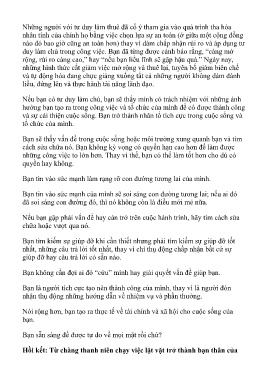 Những người với tư duy làm thuê đã cố ý tham gia vào quá trình tha hóa
nhân tính của chính họ bằng việc chọn lựa sự an toàn (ở giữa một cộng đồng
nào đó bao giờ cũng an toàn hơn) thay vì dám chấp nhận rủi ro và áp dụng tư
duy làm chủ trong công việc. Bạn đã từng được cảnh báo rằng, “càng mở
rộng, rủi ro càng cao,” hay “nếu bạn liều lĩnh sẽ gặp hậu quả.” Ngày nay,
những hình thức cắt giảm việc mở rộng và thuê lại, tuyên bố giảm biên chế
và tự động hóa đang chực giáng xuống tất cả những người không dám đánh
liều, đứng lên và thực hành tài năng lãnh đạo.
Nếu bạn có tư duy làm chủ, bạn sẽ thấy mình có trách nhiệm với những ảnh
hưởng bạn tạo ra trong công việc và tổ chức của mình để có được thành công
và sự cải thiện cuộc sống. Bạn trở thành nhân tố tích cực trong cuộc sống và
tổ chức của mình.
Bạn sẽ thấy vấn đề trong cuộc sống hoặc môi trường xung quanh bạn và tìm
cách sửa chữa nó. Bạn không kỳ vọng có quyền hạn cao hơn để làm được
những công việc to lớn hơn. Thay vì thế, bạn có thể làm tốt hơn cho dù có
quyền hay không.
Bạn tin vào sức mạnh làm rạng rỡ con đường tương lai của mình.
Bạn tin vào sức mạnh của mình sẽ soi sáng con đường tương lai; nếu ai đó
đã soi sáng con đường đó, thì nó không còn là điều mới mẻ nữa.
Nếu bạn gặp phải vấn đề hay cản trở trên cuộc hành trình, hãy tìm cách sửa
chữa hoặc vượt qua nó.
Bạn tìm kiếm sự giúp đỡ khi cần thiết nhưng phải tìm kiếm sự giúp đỡ tốt
nhất, những câu trả lời tốt nhất, thay vì chỉ thụ động chấp nhận bất cứ sự
giúp đỡ hay câu trả lời có sẵn nào.
Bạn không cần đợi ai đó “cứu” mình hay giải quyết vấn đề giúp bạn.
Bạn là người tích cực tạo nên thành công của mình, thay vì là người đón
nhận thụ động những hướng dẫn về nhiệm vụ và phần thưởng.
Nói rộng hơn, bạn tạo ra thực tế về tài chính và xã hội cho cuộc sống của
bạn.
Bạn sẵn sàng để được tự do về mọi mặt rồi chứ?
Hồi kết: Từ chàng thanh niên chạy việc lặt vặt trở thành bạn thân của